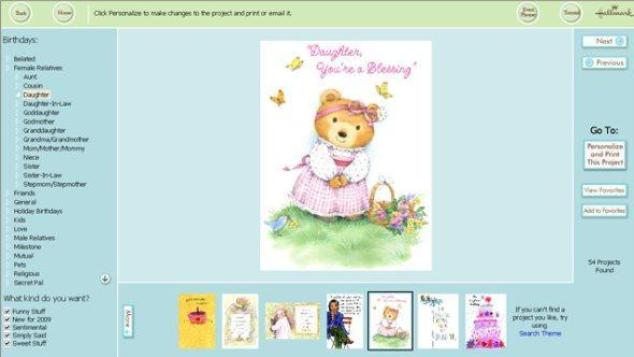 Back
Home
Click Personalize to make changes to the project and print or email it.
Tutorial
Hallmark
Birthdays:
Belated
Female Relatives
Aunt
Cousin
Daughter
Daughter-In-Law
Goddaughter
Godmother
Granddaughter
Grandma/Grandmother
Mom/Mother/Mommy
Niece
Sister
Sister-In-Law
Stepmom/Stepmother
Friends
General
Holiday Birthdays
Kids
Love
Male Relatives
Milestone
Mutual
Pets
Religious
Secret Pal
What kind do you want?
Funny Stuff
New for 2009
Sentimental
Simply Said
Sweet Stuff
"Daughter,
You're a Blessing"
Next
Previous
Go To:
Personalize
and Print
This Project
View Favorites
Add to Favorites
54 Projects
Found
More
If you can't find a
project you like, try
using
Search Theme